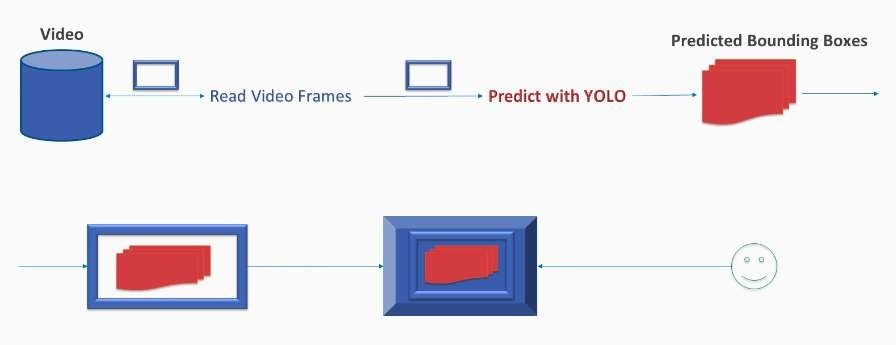 Video
Predicted Bounding Boxes
Read Video Frames
Predict with YOLO